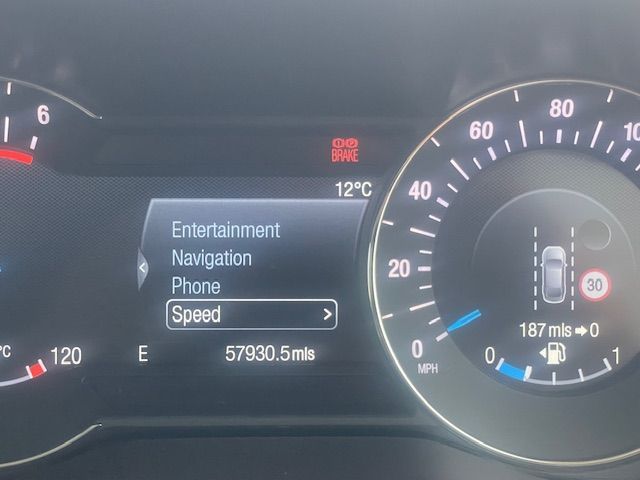 6
BRAKE
12°C
Entertainment
Navigation
Phone
Speed >
E 57930.5mls
°C
120
0
20
40
60
80
MPH
30
187 mls → 0
0
1